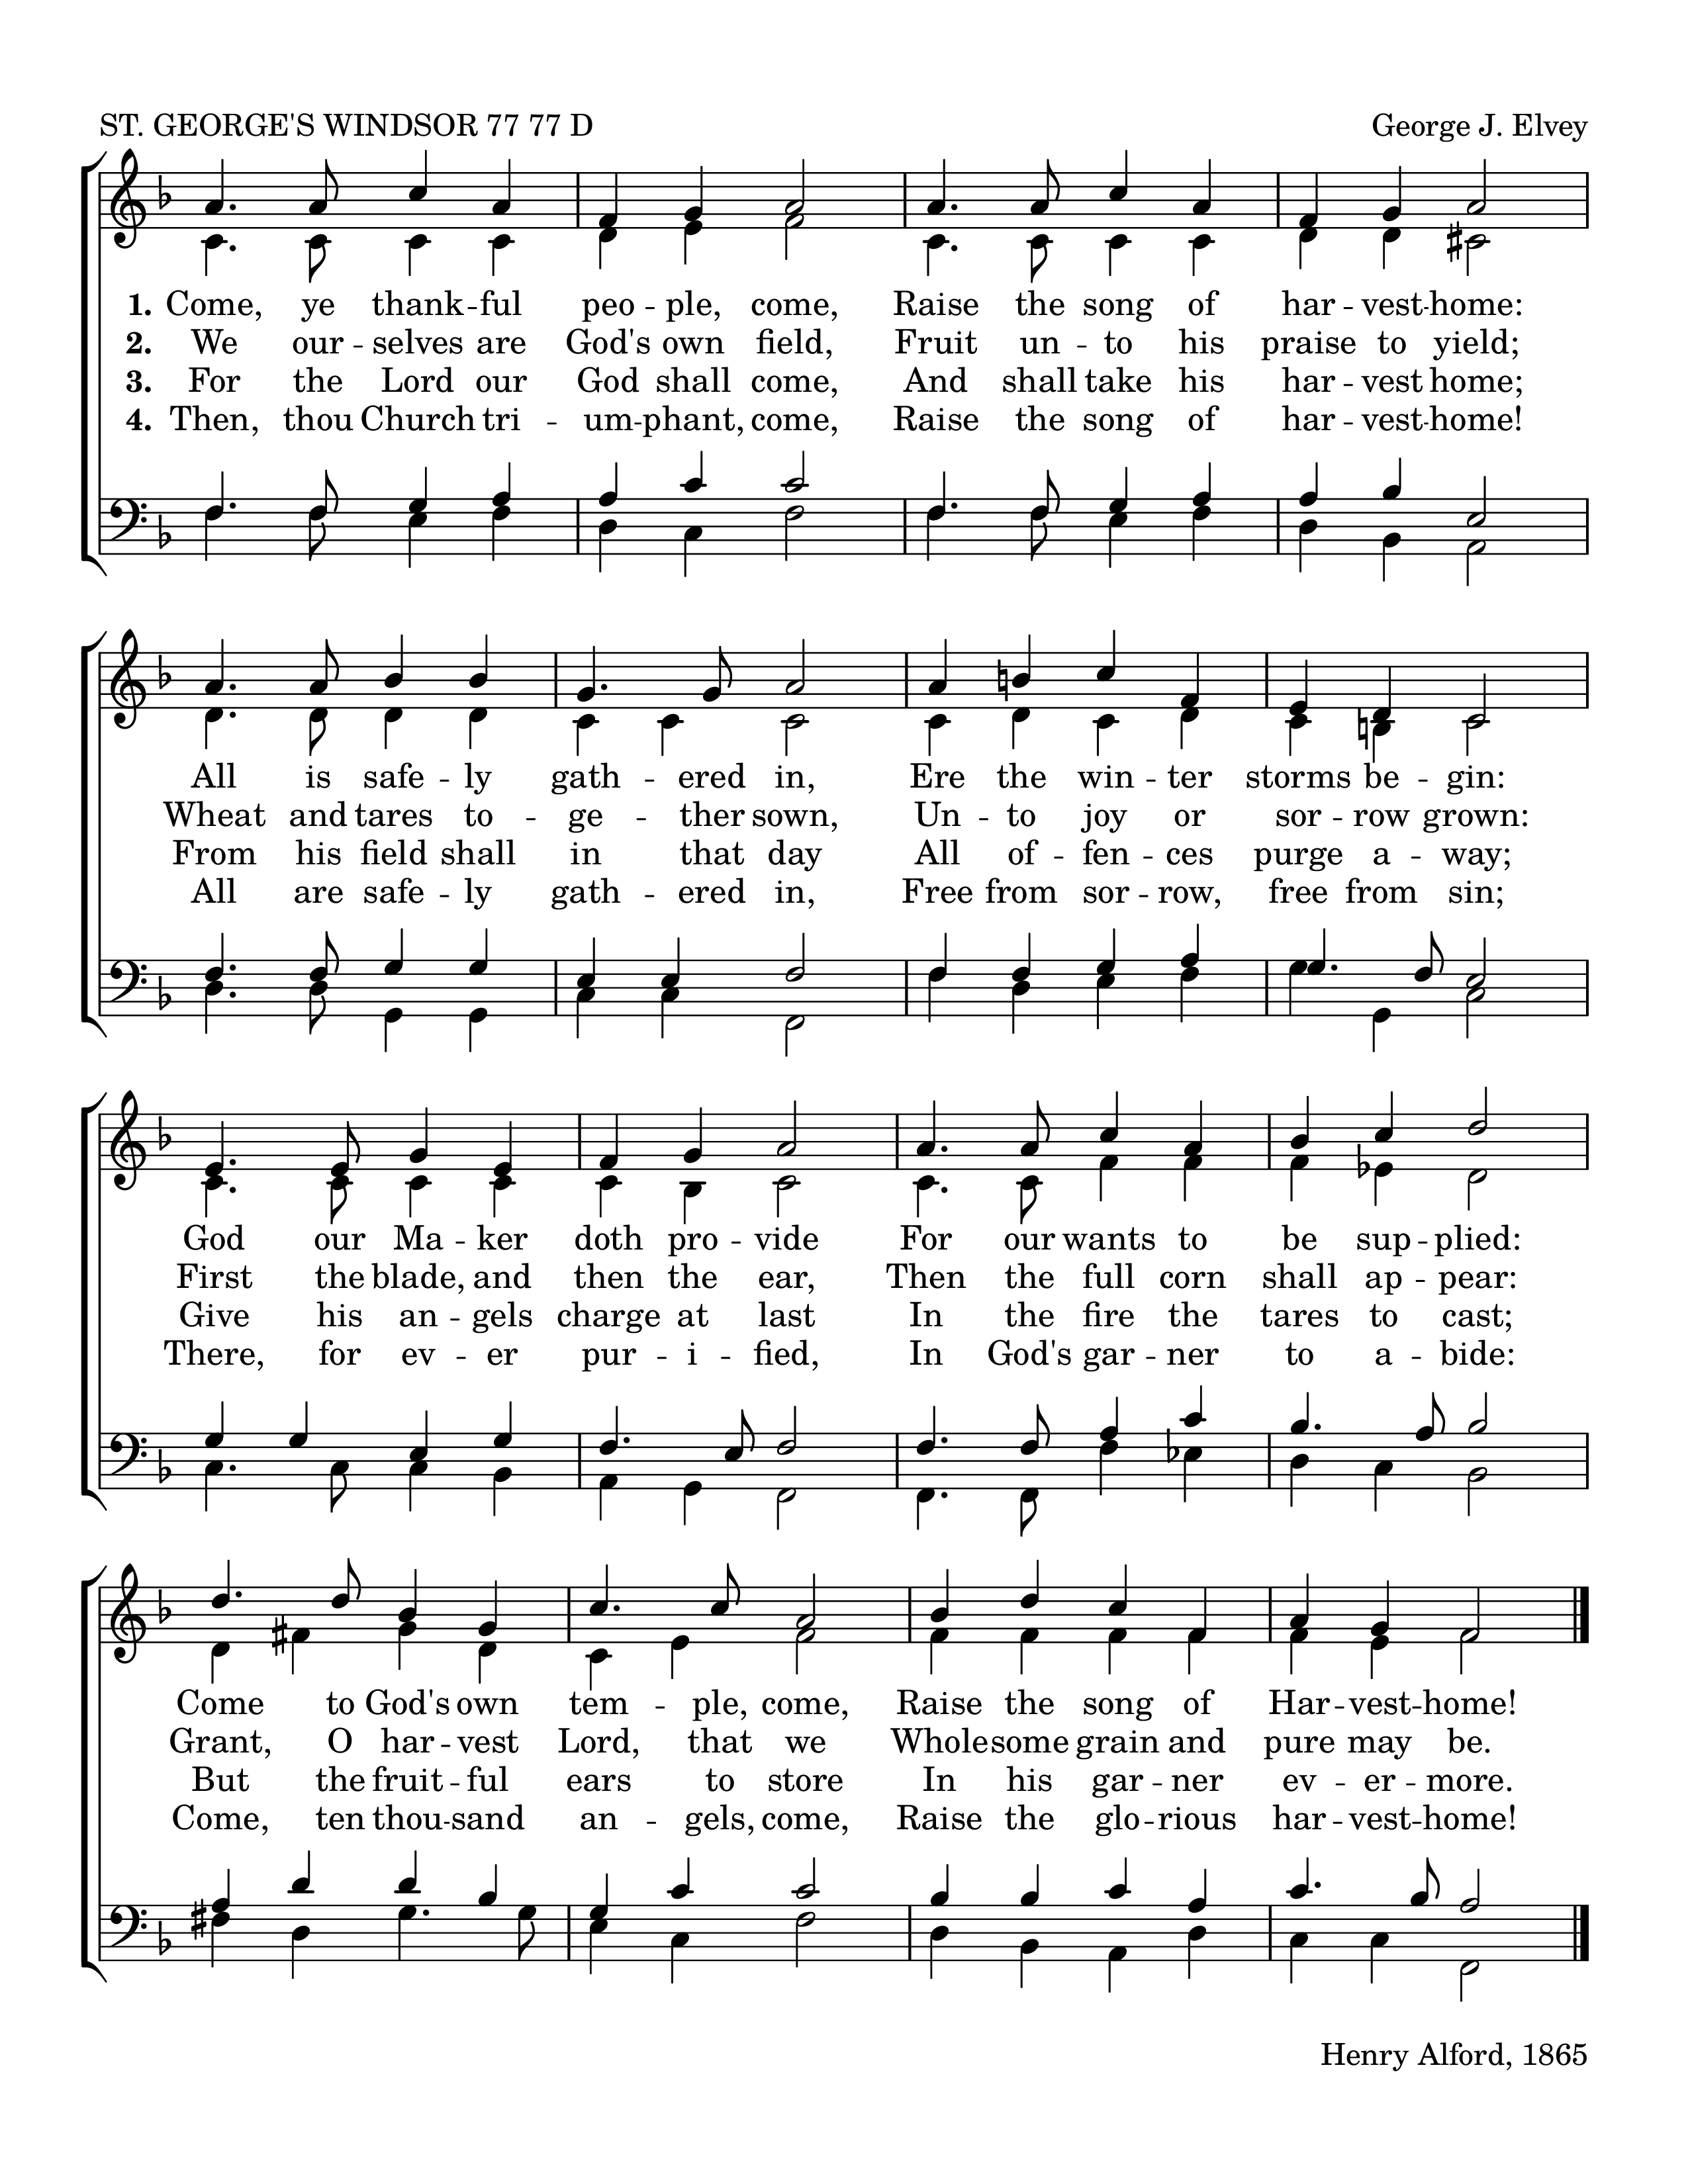 ST. GEORGE'S WINDSOR 77 77 D
George J. Elvey
1. Come, ye thank -- ful peo -- ple, come, Raise the song of har -- vest -- home:
2. We our -- selves are God's own field, Fruit un -- to his praise to yield;
3. For the Lord our God shall come, And shall take his har -- vest home;
4. Then, thou Church tri -- um -- phant, come, Raise the song of har -- vest -- home!
All is safe -- ly gath -- ered in, Ere the win -- ter storms be -- gin:
Wheat and tares to -- ge -- ther sown, Un -- to joy or sor -- row grown:
From his field shall in that day All of -- fen -- ces purge a -- way;
All are safe -- ly gath -- ered in, Free from sor -- row, free from sin;
God our Ma -- ker doth pro -- vide For our wants to be sup -- plied:
First the blade, and then the ear, Then the full corn shall ap -- pear:
Give his an -- gels charge at last In the fire the tares to cast;
There, for ev -- er pur -- i -- fied, In God's gar -- ner to a -- bide:
Come to God's own tem -- ple, come, Raise the song of Har -- vest -- home!
Grant, O har -- vest Lord, that we Whole -- some grain and pure may be.
But the fruit -- ful ears to store In his gar -- ner ev -- er -- more.
Come, ten thou -- sand an -- gels, come, Raise the glo -- rious har -- vest -- home!
Henry Alford, 1865